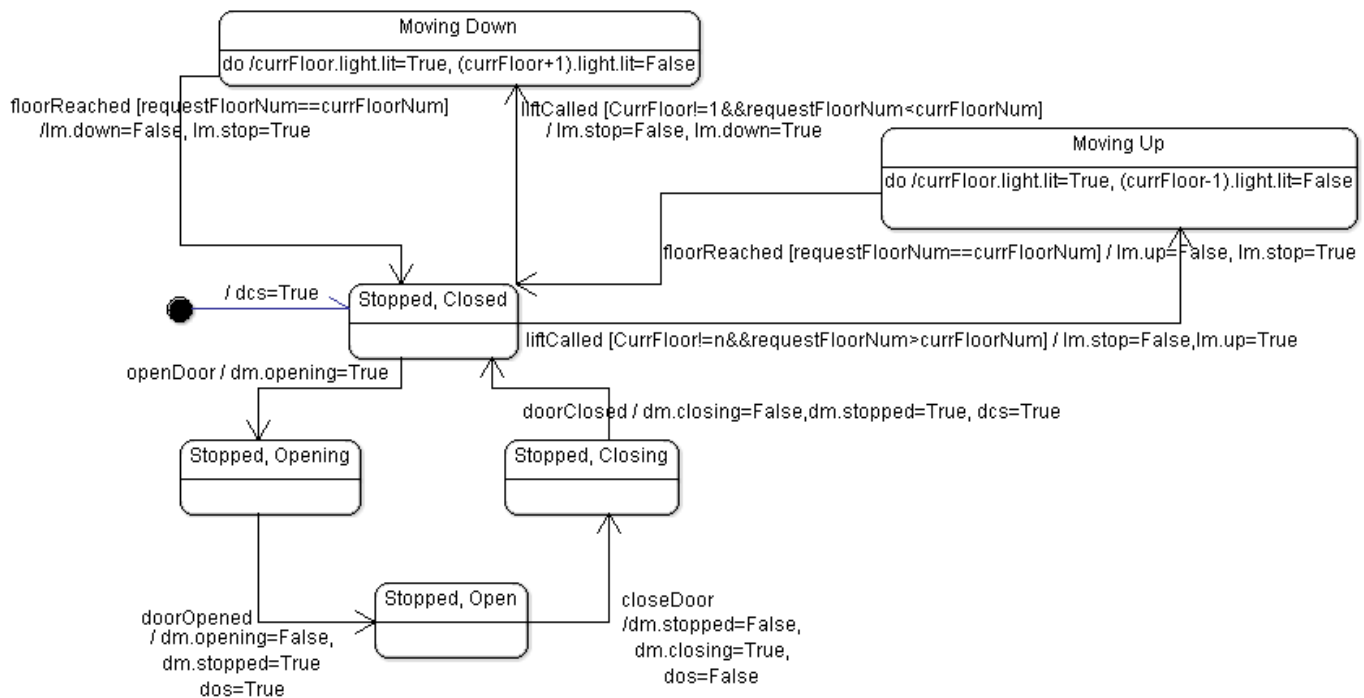 Moving Down
do /currFloor.light.lit=True, (currFloor+1).light.lit=False
floorReached [requestFloorNum==currFloorNum]
/lm.down=False, lm.stop=True
liftCalled [CurrFloor!=1&&requestFloorNum<currFloorNum]
/ lm.stop=False, lm.down=True
Moving Up
do /currFloor.light.lit=True, (currFloor-1).light.lit=False
floorReached [requestFloorNum==currFloorNum] / lm.up=False, lm.stop=True
/ dcs=True
Stopped, Closed
liftCalled [CurrFloor!=n&&requestFloorNum>currFloorNum] / lm.stop=False,lm.up=True
openDoor / dm.opening=True
doorClosed / dm.closing=False,dm.stopped=True, dcs=True
Stopped, Opening
Stopped, Closing
Stopped, Open
doorOpened
/ dm.opening=False,
dm.stopped=True
dos=True
closeDoor
/dm.stopped=False,
dm.closing=True,
dos=False